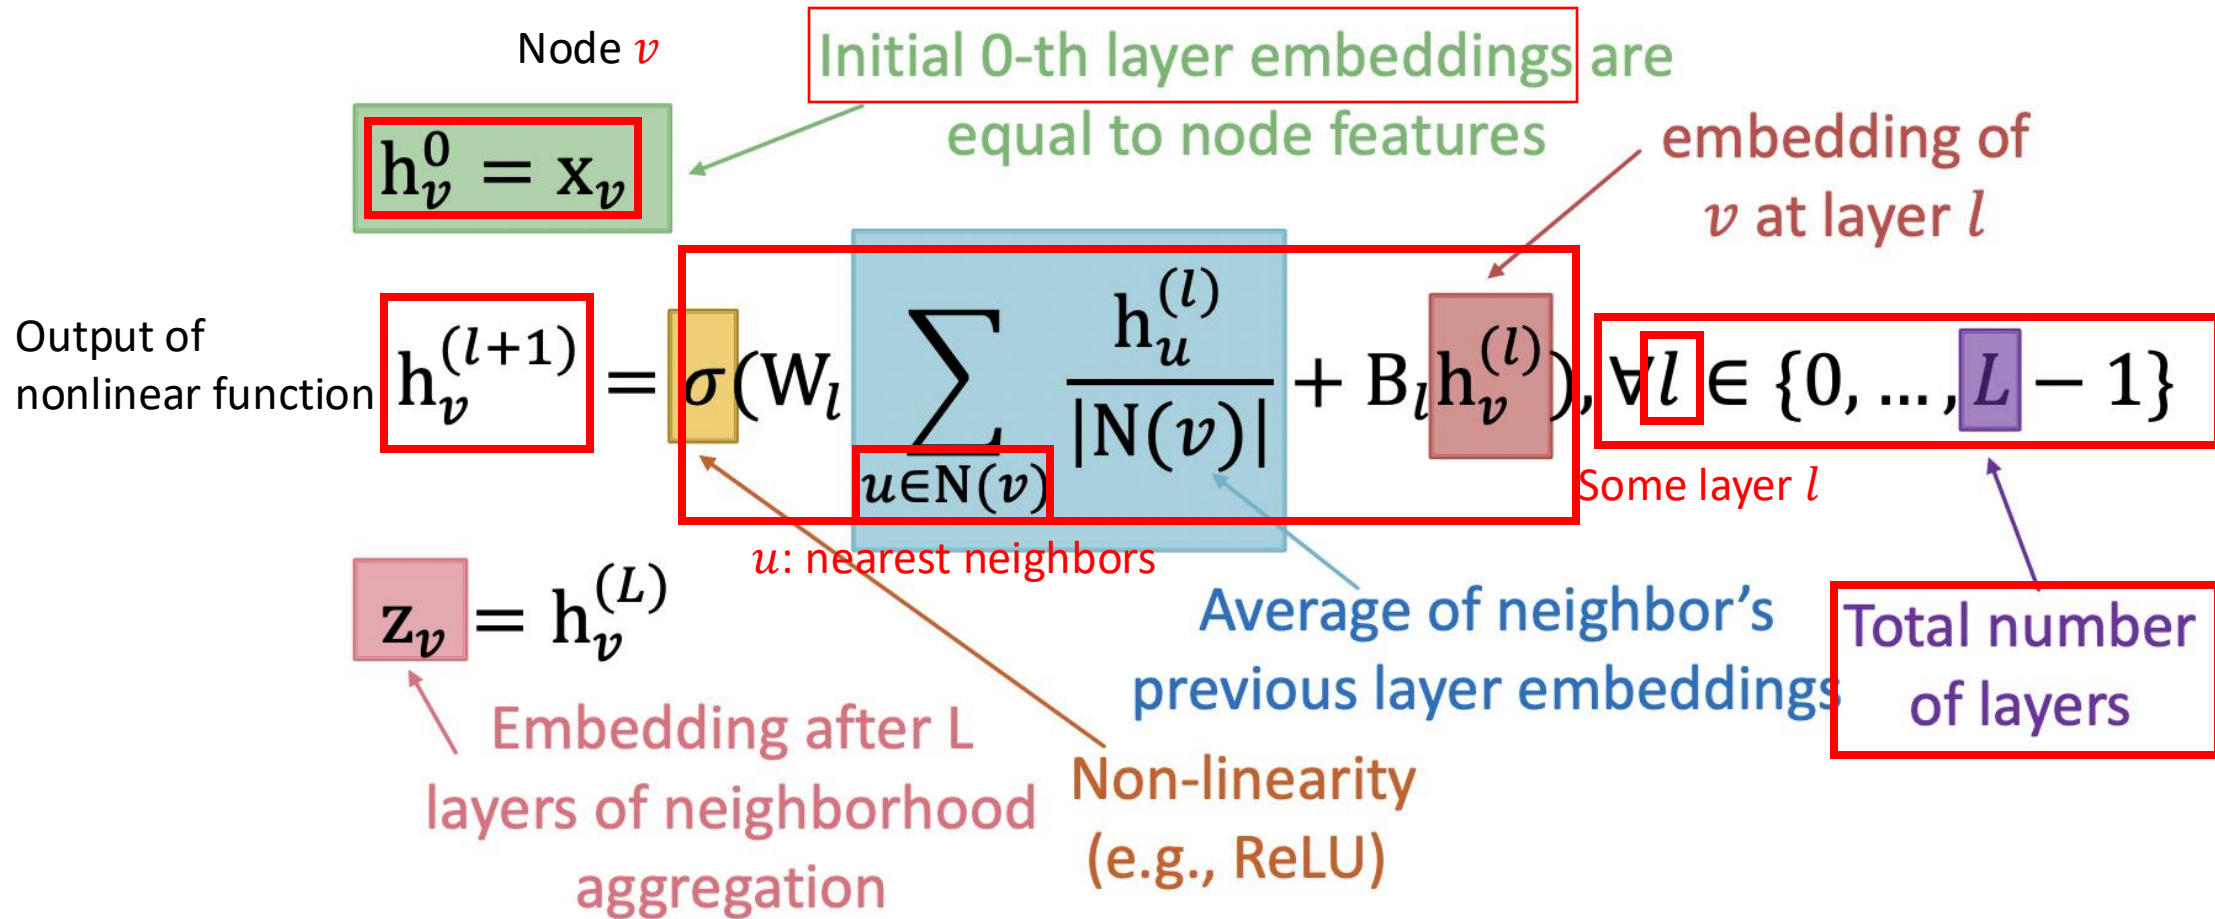 Node 𝑣
Initial 0-th layer embeddings are
equal to node features
h_v^0 = x_v
embedding of
𝑣 at layer 𝑙
Output of
nonlinear function
h_v^{(l+1)} = σ(W_l ∑_{u∈N(v)} h_u^{(l)} / |N(v)| + B_l h_v^{(l)}), ∀l ∈ {0, …, L − 1}
Some layer 𝑙
𝑢: nearest neighbors
z_v = h_v^{(L)}
Average of neighbor’s
previous layer embeddings
Total number
of layers
Embedding after L
layers of neighborhood
aggregation
Non-linearity
(e.g., ReLU)